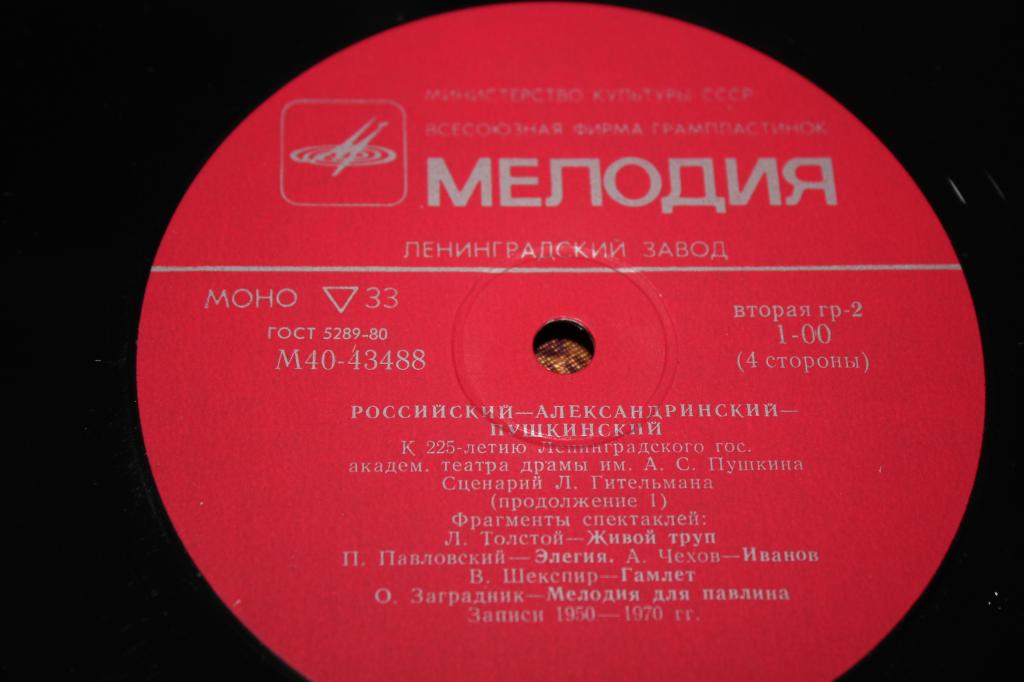 МИНИСТЕРСТВО КУЛЬТУРЫ СССР
ВСЕСОЮЗНАЯ ФИРМА ГРАМПЛАСТИНОК
МЕЛОДИЯ
ЛЕНИНГРАДСКИЙ ЗАВОД
МОНО ▽ 33
ГОСТ 5289-80
М40-43488
вторая гр-2
1-00
(4 стороны)
РОССИЙСКИЙ—АЛЕКСАНДРИНСКИЙ—
ПУШКИНСКИЙ
К 225-летию Ленинградского гос.
академ. театра драмы им. А. С. Пушкина
Сценарий Л. Гительмана
(продолжение 1)
Фрагменты спектаклей:
Л. Толстой—Живой труп
П. Павловский—Элегия. А. Чехов—Иванов
В. Шекспир—Гамлет
О. Заградник—Мелодия для павлина
Записи 1950—1970 гг.